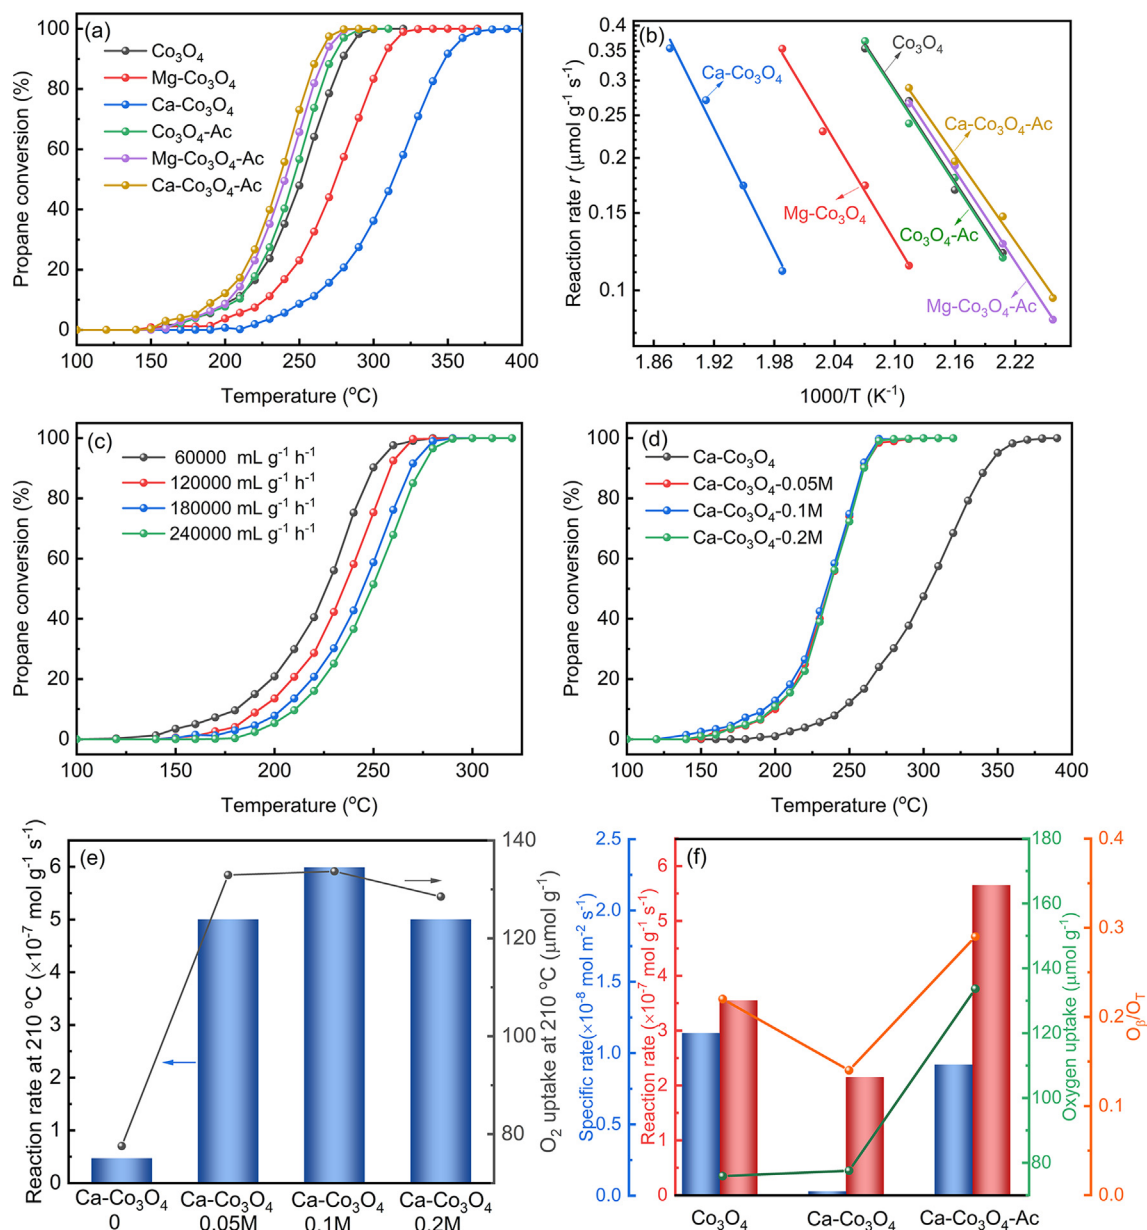 (a)
Co₃O₄
Mg-Co₃O₄
Ca-Co₃O₄
Co₃O₄-Ac
Mg-Co₃O₄-Ac
Ca-Co₃O₄-Ac
Propane conversion (%)
100
80
60
40
20
0
100 150 200 250 300 350 400
Temperature (ºC)
(b)
Co₃O₄
Ca-Co₃O₄
Ca-Co₃O₄-Ac
Mg-Co₃O₄
Co₃O₄-Ac
Mg-Co₃O₄-Ac
Reaction rate r (μmol g⁻¹ s⁻¹)
0.35
0.3
0.25
0.2
0.15
0.1
1.86 1.92 1.98 2.04 2.10 2.16 2.22
1000/T (K⁻¹)
(c)
60000 mL g⁻¹ h⁻¹
120000 mL g⁻¹ h⁻¹
180000 mL g⁻¹ h⁻¹
240000 mL g⁻¹ h⁻¹
Propane conversion (%)
100
80
60
40
20
0
100 150 200 250 300
Temperature (ºC)
(d)
Ca-Co₃O₄
Ca-Co₃O₄-0.05M
Ca-Co₃O₄-0.1M
Ca-Co₃O₄-0.2M
Propane conversion (%)
100
80
60
40
20
0
100 150 200 250 300 350 400
Temperature (ºC)
(e)
Reaction rate at 210 ºC (×10⁻⁷ mol g⁻¹ s⁻¹)
6
5
4
3
2
1
0
140
120
100
80
O₂ uptake at 210 ºC (μmol g⁻¹)
Ca-Co₃O₄ Ca-Co₃O₄ Ca-Co₃O₄ Ca-Co₃O₄
0 0.05M 0.1M 0.2M
(f)
Specific rate(×10⁻⁸ mol m⁻² s⁻¹)
2.5
2.0
1.5
1.0
0.5
0.0
Reaction rate (×10⁻⁷ mol g⁻¹ s⁻¹)
6
5
4
3
2
1
0
180
160
140
120
100
80
Oxygen uptake (μmol g⁻¹)
0.4
0.3
0.2
0.1
0.0
Oβ/OT
Co₃O₄ Ca-Co₃O₄ Ca-Co₃O₄-Ac